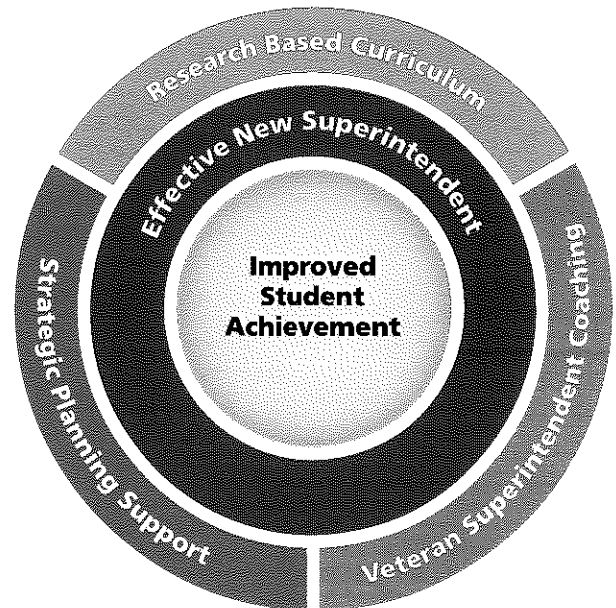 Research Based Curriculum
Effective New Superintendent
Improved
Student
Achievement
Strategic Planning Support
Veteran Superintendent Coaching